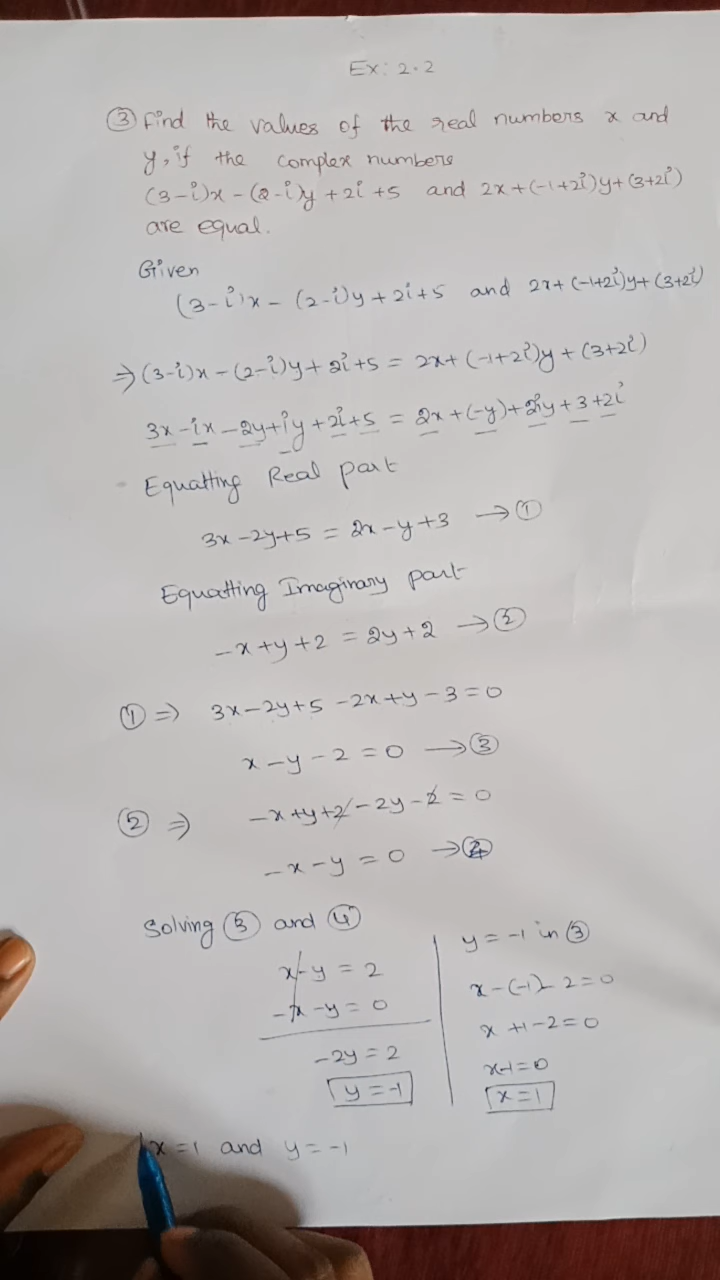 Ex: 2.2
③ Find the values of the real numbers x and
y, if the complex numbers
(3-i)x - (2-i)y + 2i + 5 and 2x + (-1+2i)y + (3+2i)
are equal.
Given
(3-i)x - (2-i)y + 2i + 5 and 2x + (-1+2i)y + (3+2i)
⇒ (3-i)x - (2-i)y + 2i + 5 = 2x + (-1+2i)y + (3+2i)
3x - ix - 2y + iy + 2i + 5 = 2x + (-y) + 2iy + 3 + 2i
Equatting Real part
3x - 2y + 5 = 2x - y + 3 → ①
Equatting Imaginary part
-x + y + 2 = 2y + 2 → ②
① ⇒ 3x - 2y + 5 - 2x + y - 3 = 0
x - y - 2 = 0 → ③
② ⇒ -x + y + 2 - 2y - 2 = 0
-x - y = 0 → ④
Solving ③ and ④
x - y = 2
-x - y = 0
-2y = 2
y = -1
y = -1 in ③
x - (-1) - 2 = 0
x + 1 - 2 = 0
x - 1 = 0
x = 1
x = 1 and y = -1